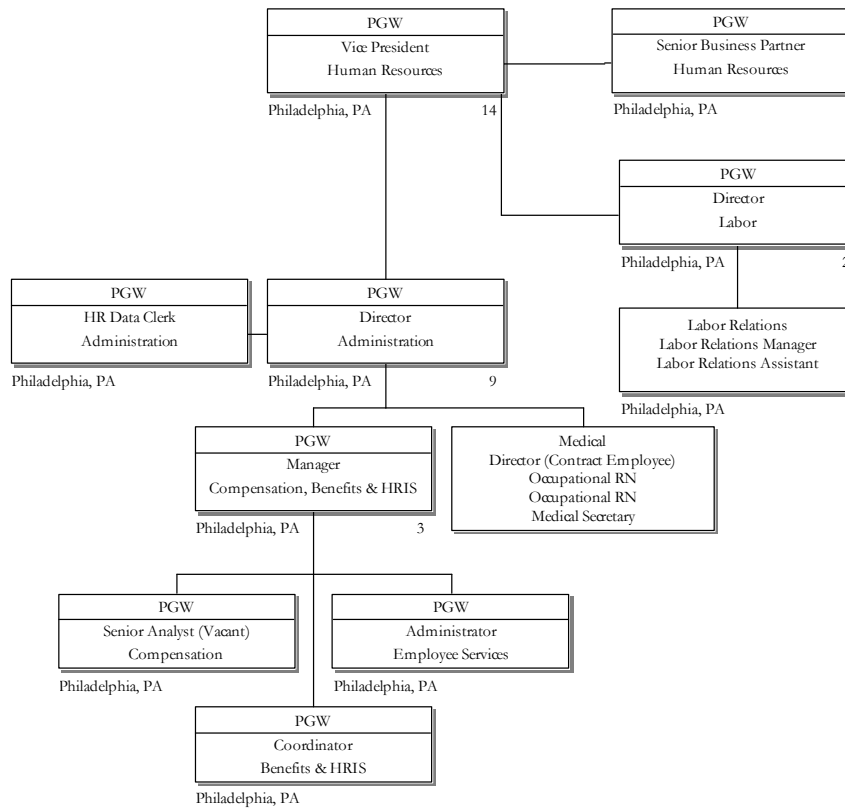 PGW
Vice President
Human Resources
Philadelphia, PA 14
PGW
Senior Business Partner
Human Resources
Philadelphia, PA
PGW
Director
Labor
Philadelphia, PA 2
Labor Relations
Labor Relations Manager
Labor Relations Assistant
Philadelphia, PA
PGW
HR Data Clerk
Administration
Philadelphia, PA
PGW
Director
Administration
Philadelphia, PA 9
PGW
Manager
Compensation, Benefits & HRIS
Philadelphia, PA 3
Medical
Director (Contract Employee)
Occupational RN
Occupational RN
Medical Secretary
PGW
Senior Analyst (Vacant)
Compensation
Philadelphia, PA
PGW
Administrator
Employee Services
Philadelphia, PA
PGW
Coordinator
Benefits & HRIS
Philadelphia, PA